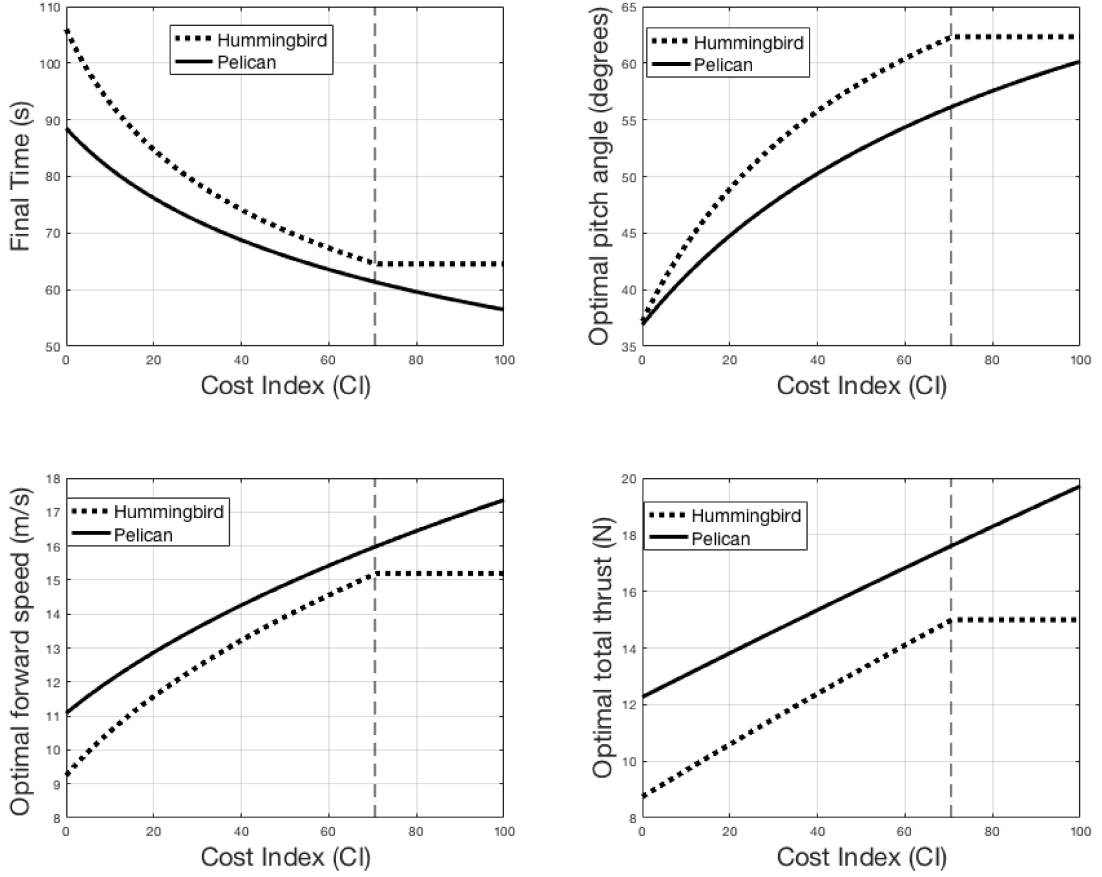 110
100
90
80
70
60
50
Final Time (s)
Hummingbird
Pelican
0 20 40 60 80 100
Cost Index (CI)
65
60
55
50
45
40
35
Optimal pitch angle (degrees)
Hummingbird
Pelican
0 20 40 60 80 100
Cost Index (CI)
18
17
16
15
14
13
12
11
10
9
8
Optimal forward speed (m/s)
Hummingbird
Pelican
0 20 40 60 80 100
Cost Index (CI)
20
18
16
14
12
10
8
Optimal total thrust (N)
Hummingbird
Pelican
0 20 40 60 80 100
Cost Index (CI)